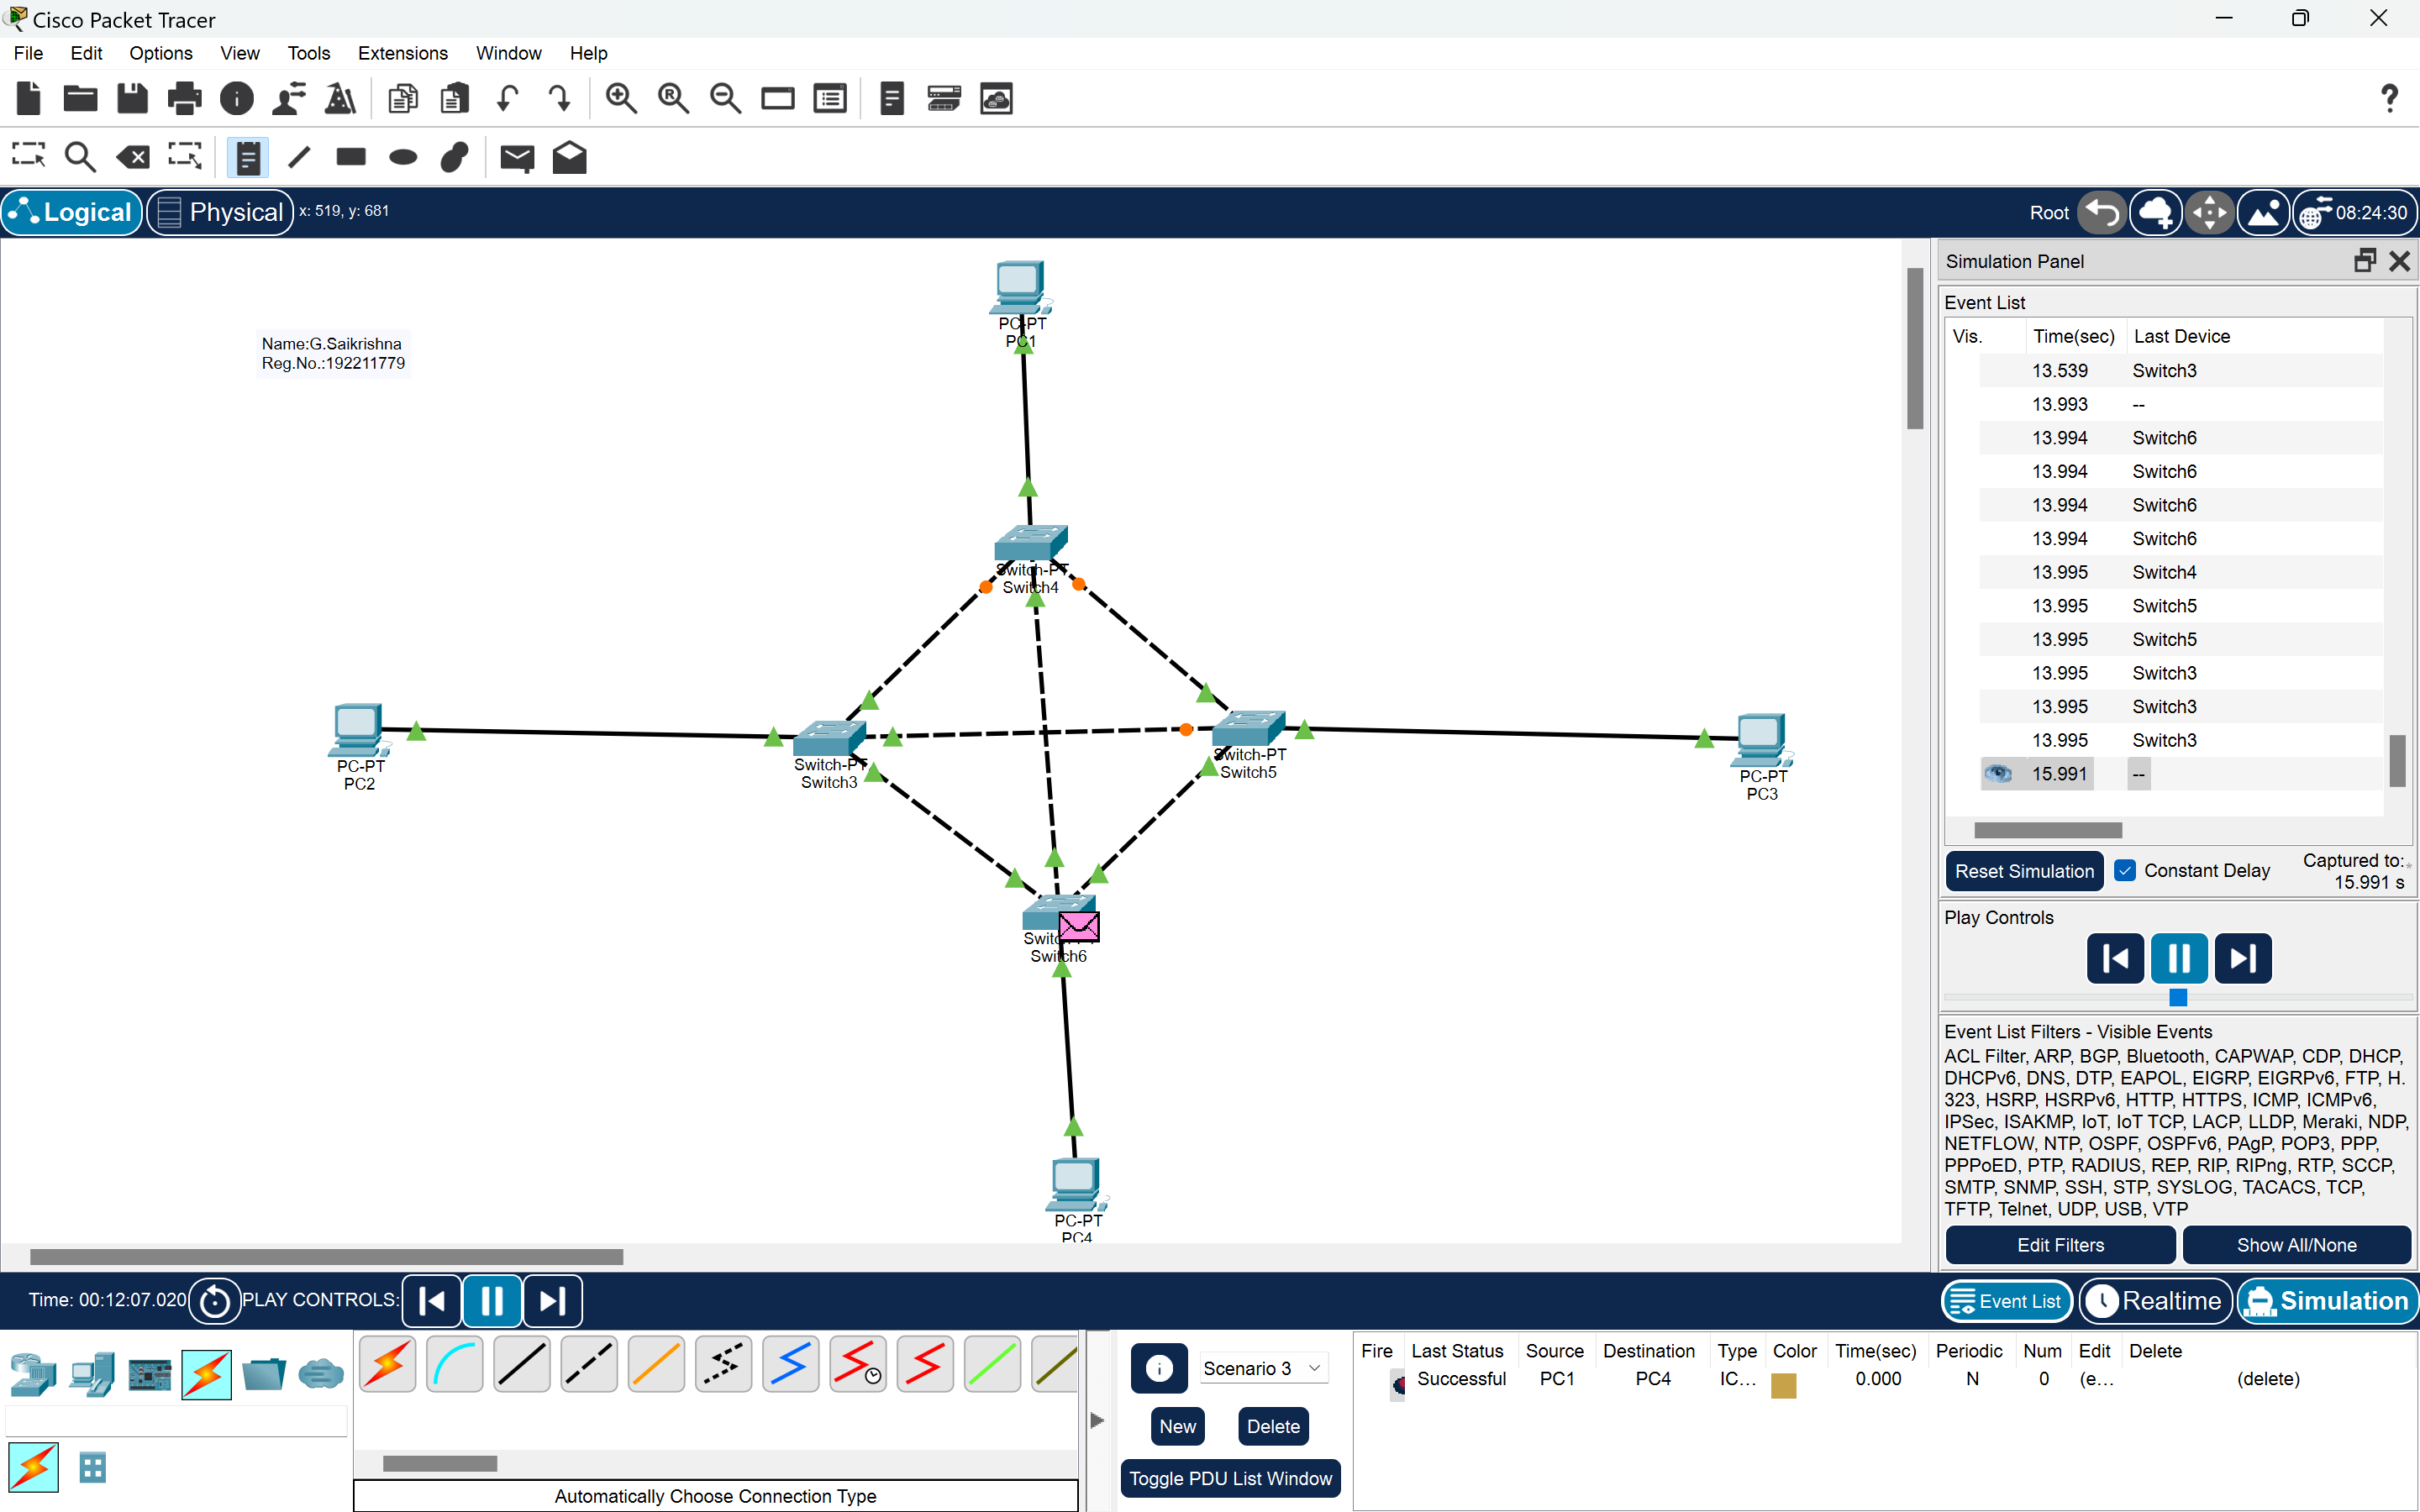 Cisco Packet Tracer
File Edit Options View Tools Extensions Window Help
Logical Physical x: 519, y: 681 Root 08:24:30
Name:G.Saikrishna
Reg.No.:192211779
PC-PT
PC1
Switch-PT
Switch4
PC-PT
PC2
Switch-PT
Switch3
Switch-PT
Switch5
PC-PT
PC3
Switch6
PC-PT
PC4
Simulation Panel
Event List
Vis. Time(sec) Last Device
13.539 Switch3
13.993 --
13.994 Switch6
13.994 Switch6
13.994 Switch6
13.994 Switch6
13.995 Switch4
13.995 Switch5
13.995 Switch5
13.995 Switch3
13.995 Switch3
13.995 Switch3
15.991 --
Reset Simulation Constant Delay Captured to:
15.991 s
Play Controls
Event List Filters - Visible Events
ACL Filter, ARP, BGP, Bluetooth, CAPWAP, CDP, DHCP,
DHCPv6, DNS, DTP, EAPOL, EIGRP, EIGRPv6, FTP, H.
323, HSRP, HSRPv6, HTTP, HTTPS, ICMP, ICMPv6,
IPSec, ISAKMP, IoT, IoT TCP, LACP, LLDP, Meraki, NDP,
NETFLOW, NTP, OSPF, OSPFv6, PAgP, POP3, PPP,
PPPoED, PTP, RADIUS, REP, RIP, RIPng, RTP, SCCP,
SMTP, SNMP, SSH, STP, SYSLOG, TACACS, TCP,
TFTP, Telnet, UDP, USB, VTP
Edit Filters Show All/None
Time: 00:12:07.020 PLAY CONTROLS: Event List Realtime Simulation
Automatically Choose Connection Type
Scenario 3
New Delete
Toggle PDU List Window
Fire Last Status Source Destination Type Color Time(sec) Periodic Num Edit Delete
Successful PC1 PC4 IC... 0.000 N 0 (e... (delete)